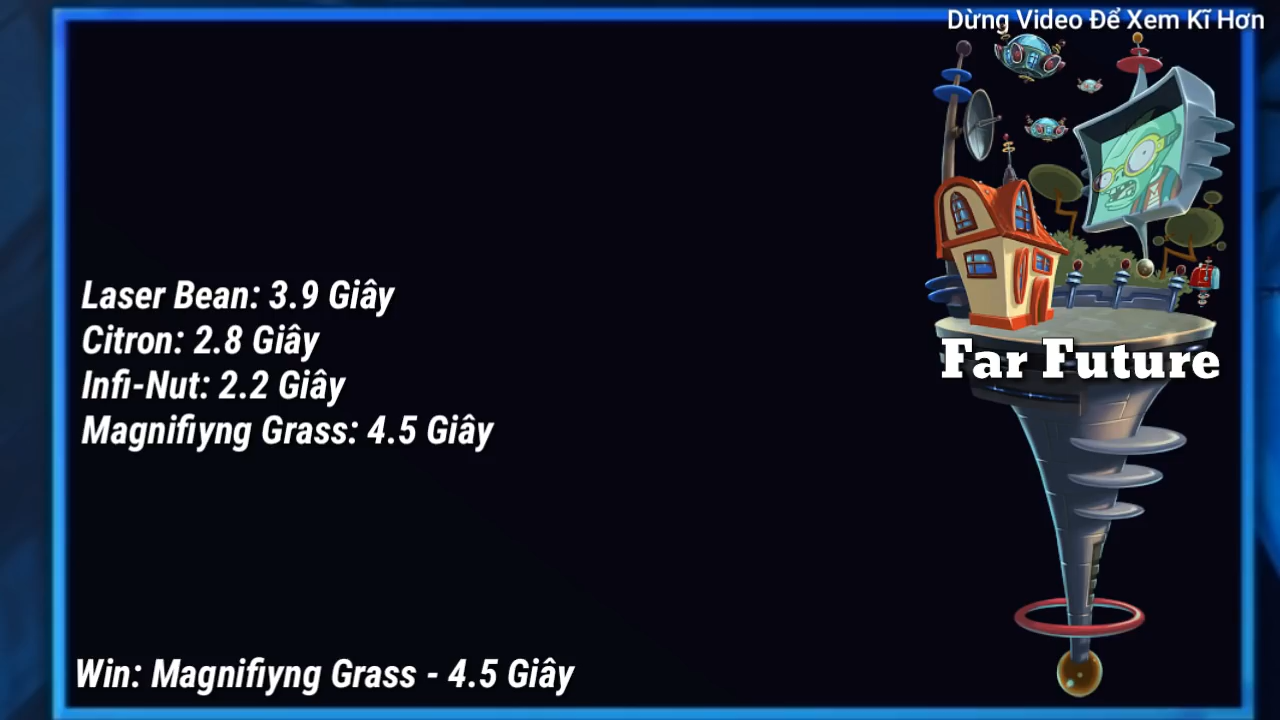 Dừng Video Để Xem Kĩ Hơn
Laser Bean: 3.9 Giây
Citron: 2.8 Giây
Infi-Nut: 2.2 Giây
Magnifiyng Grass: 4.5 Giây
Far Future
Win: Magnifiyng Grass - 4.5 Giây